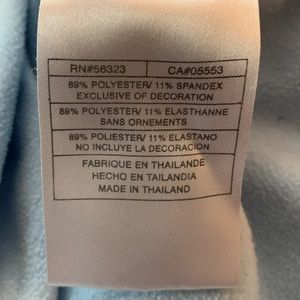 RN#56323 CA#05553
89% POLYESTER/ 11% SPANDEX
EXCLUSIVE OF DECORATION
89% POLYESTER/ 11% ELASTHANNE
SANS ORNEMENTS
89% POLIESTER/ 11% ELASTANO
NO INCLUYE LA DECORACION
FABRIQUE EN THAILANDE
HECHO EN TAILANDIA
MADE IN THAILAND